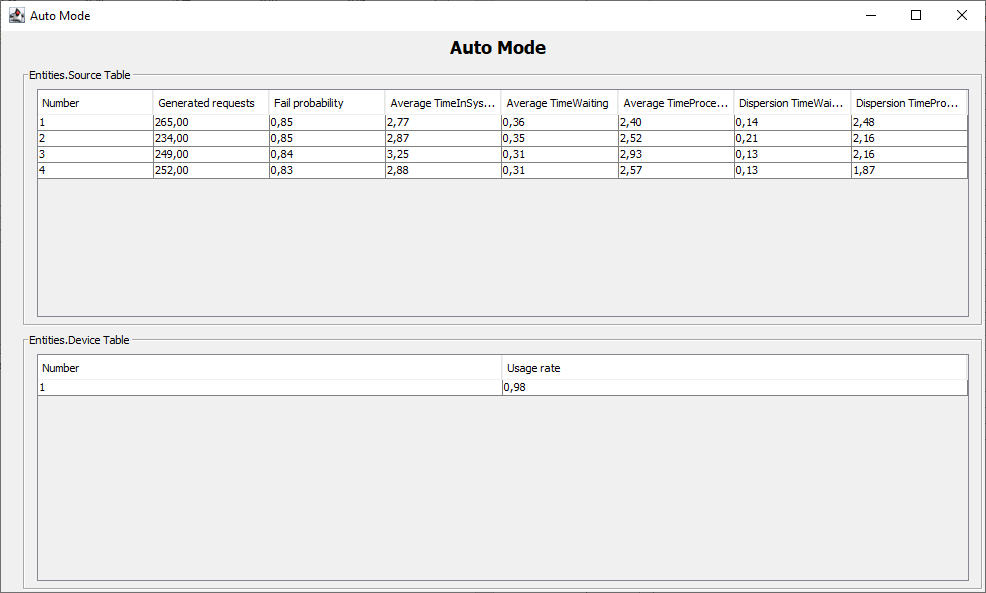 Auto Mode
Auto Mode
Entities.Source Table
Number Generated requests Fail probability Average TimeInSys... Average TimeWaiting Average TimeProce... Dispersion TimeWai... Dispersion TimePro...
1 265,00 0,85 2,77 0,36 2,40 0,14 2,48
2 234,00 0,85 2,87 0,35 2,52 0,21 2,16
3 249,00 0,84 3,25 0,31 2,93 0,13 2,16
4 252,00 0,83 2,88 0,31 2,57 0,13 1,87
Entities.Device Table
Number Usage rate
1 0,98